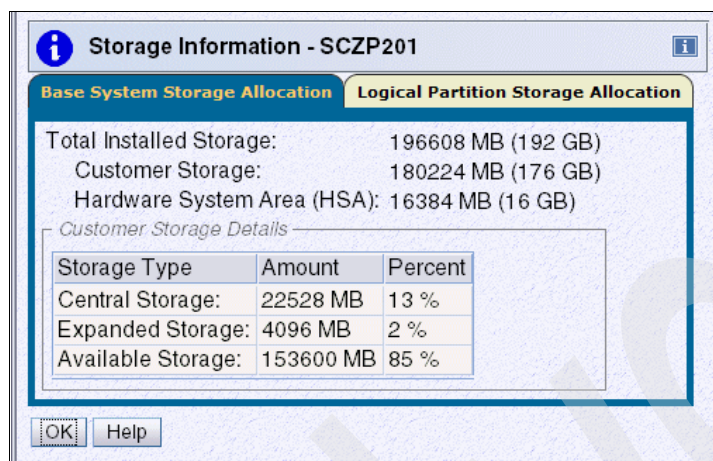 Storage Information - SCZP201
Base System Storage Allocation Logical Partition Storage Allocation
Total Installed Storage: 196608 MB (192 GB)
Customer Storage: 180224 MB (176 GB)
Hardware System Area (HSA): 16384 MB (16 GB)
Customer Storage Details
Storage Type Amount Percent
Central Storage: 22528 MB 13 %
Expanded Storage: 4096 MB 2 %
Available Storage: 153600 MB 85 %
OK Help